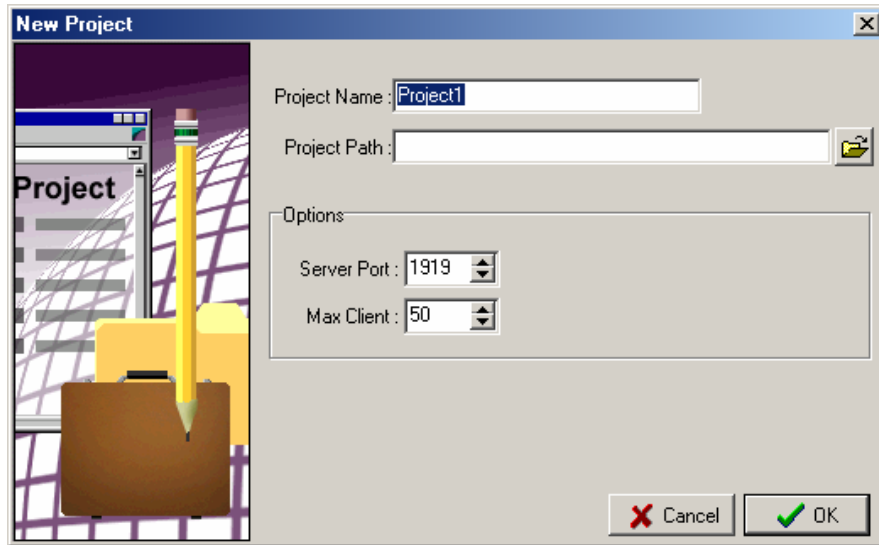 New Project
Project
Project Name : Project1
Project Path :
Options
Server Port : 1919
Max Client : 50
Cancel
OK